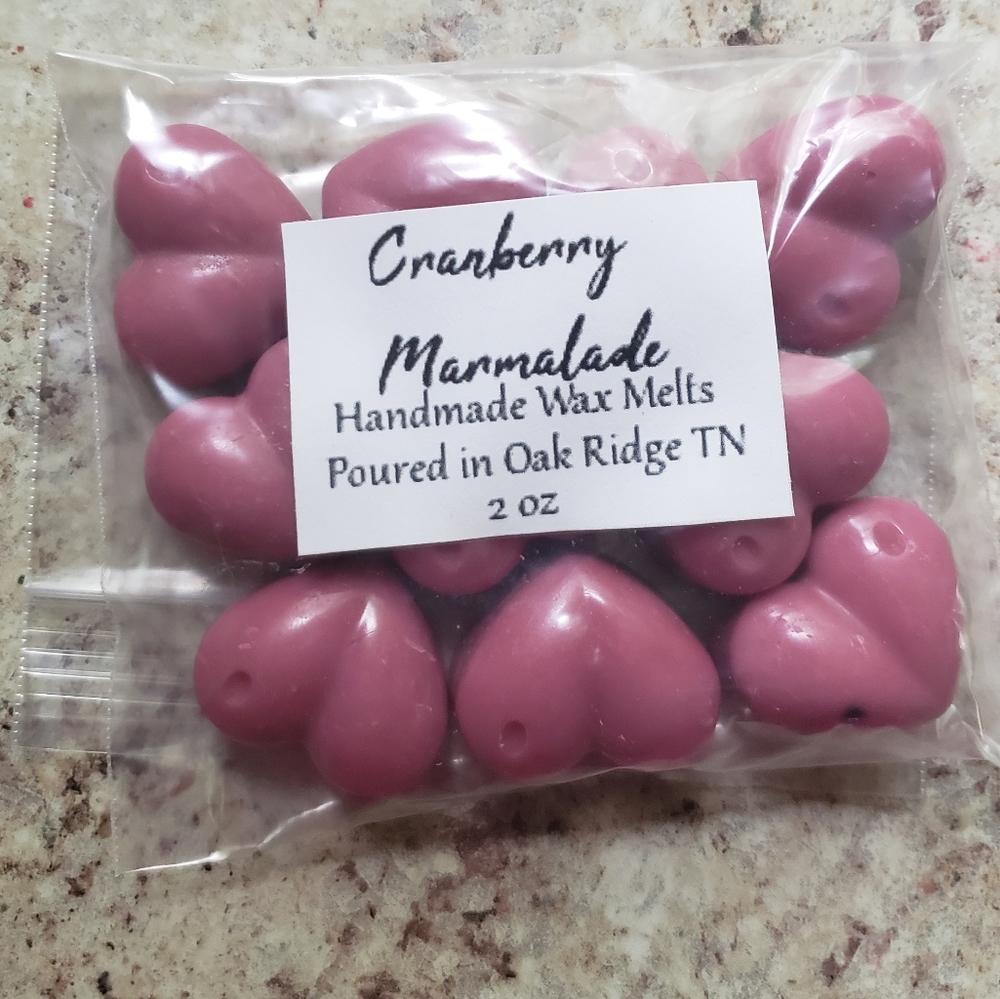 Cranberry
Marmalade
Handmade Wax Melts
Poured in Oak Ridge TN
2 oz